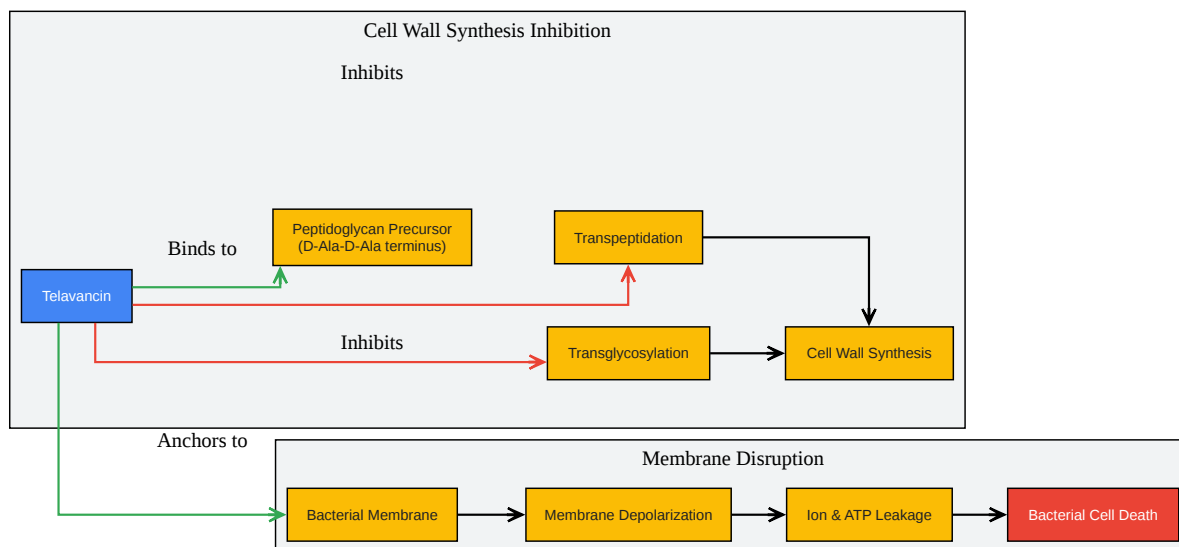 Cell Wall Synthesis Inhibition
Inhibits
Peptidoglycan Precursor
(D-Ala-D-Ala terminus)
Transpeptidation
Binds to
Telavancin
Inhibits
Transglycosylation
Cell Wall Synthesis
Anchors to
Membrane Disruption
Bacterial Membrane
Membrane Depolarization
Ion & ATP Leakage
Bacterial Cell Death